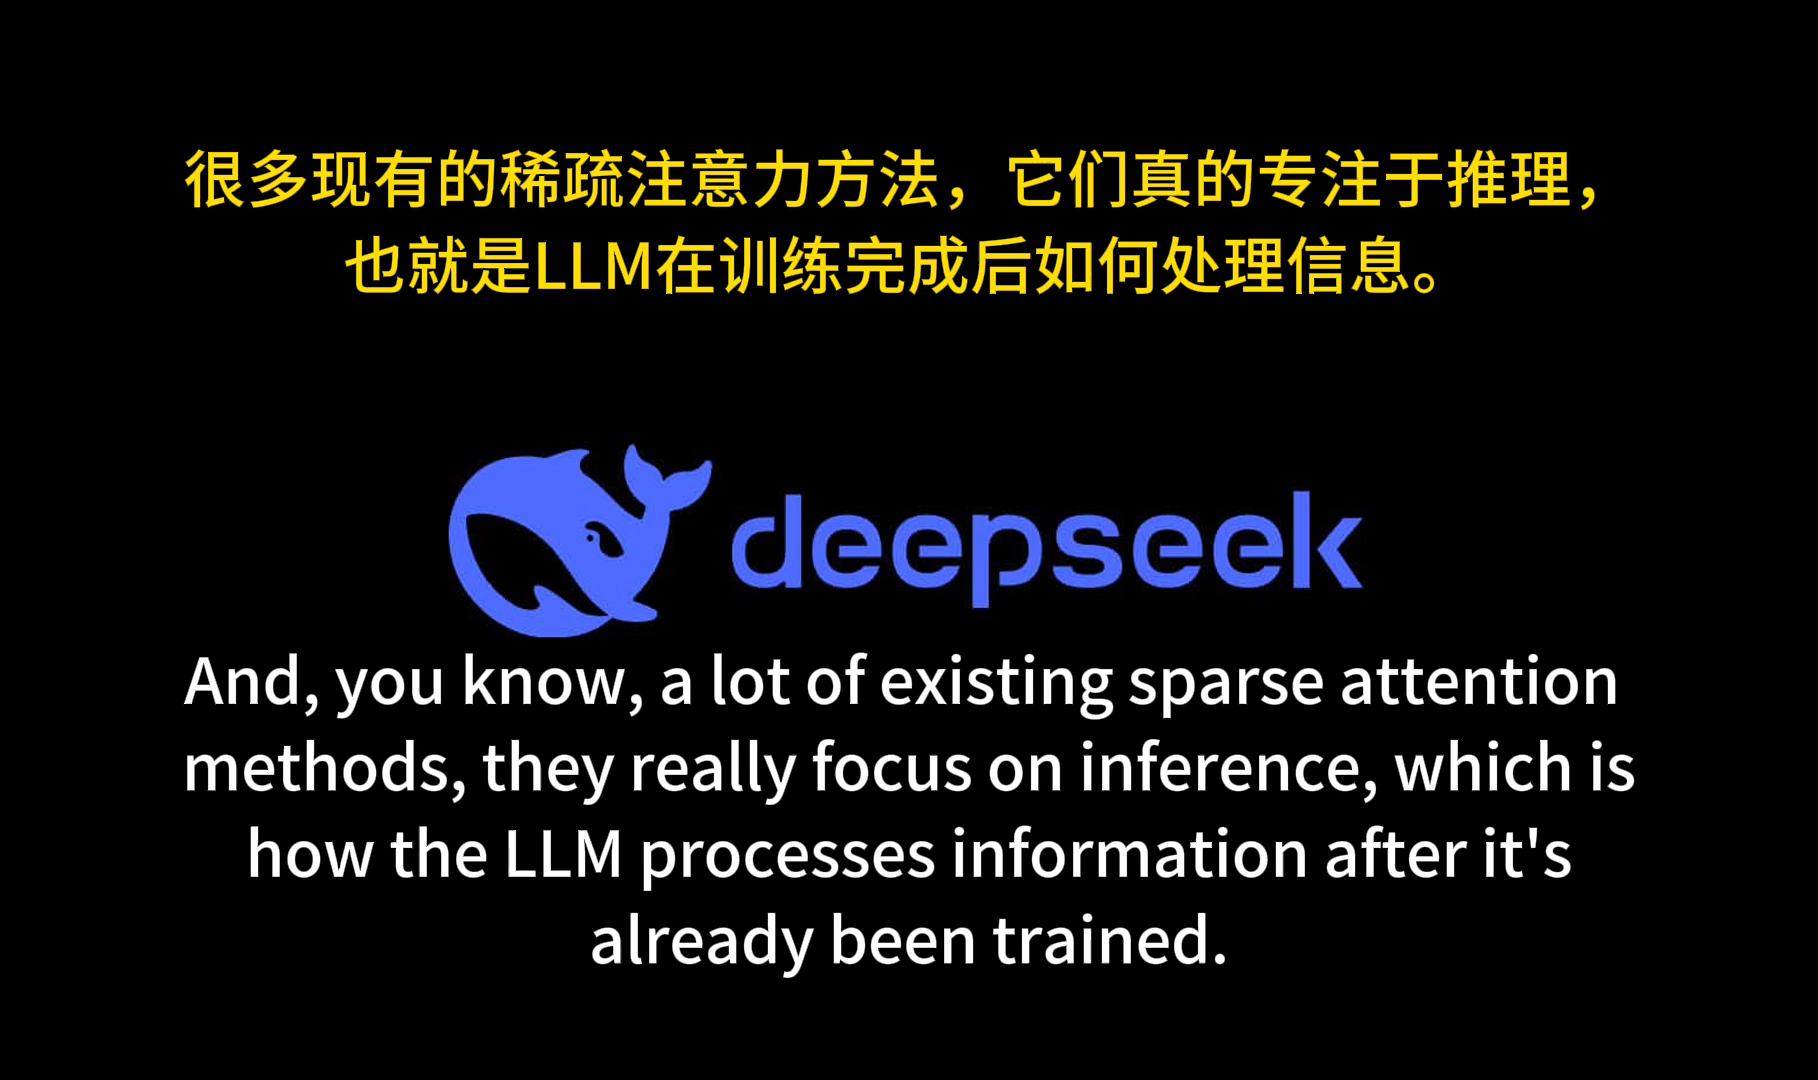 很多现有的稀疏注意力方法，它们真的专注于推理，
也就是LLM在训练完成后如何处理信息。
deepseek
And, you know, a lot of existing sparse attention
methods, they really focus on inference, which is
how the LLM processes information after it's
already been trained.